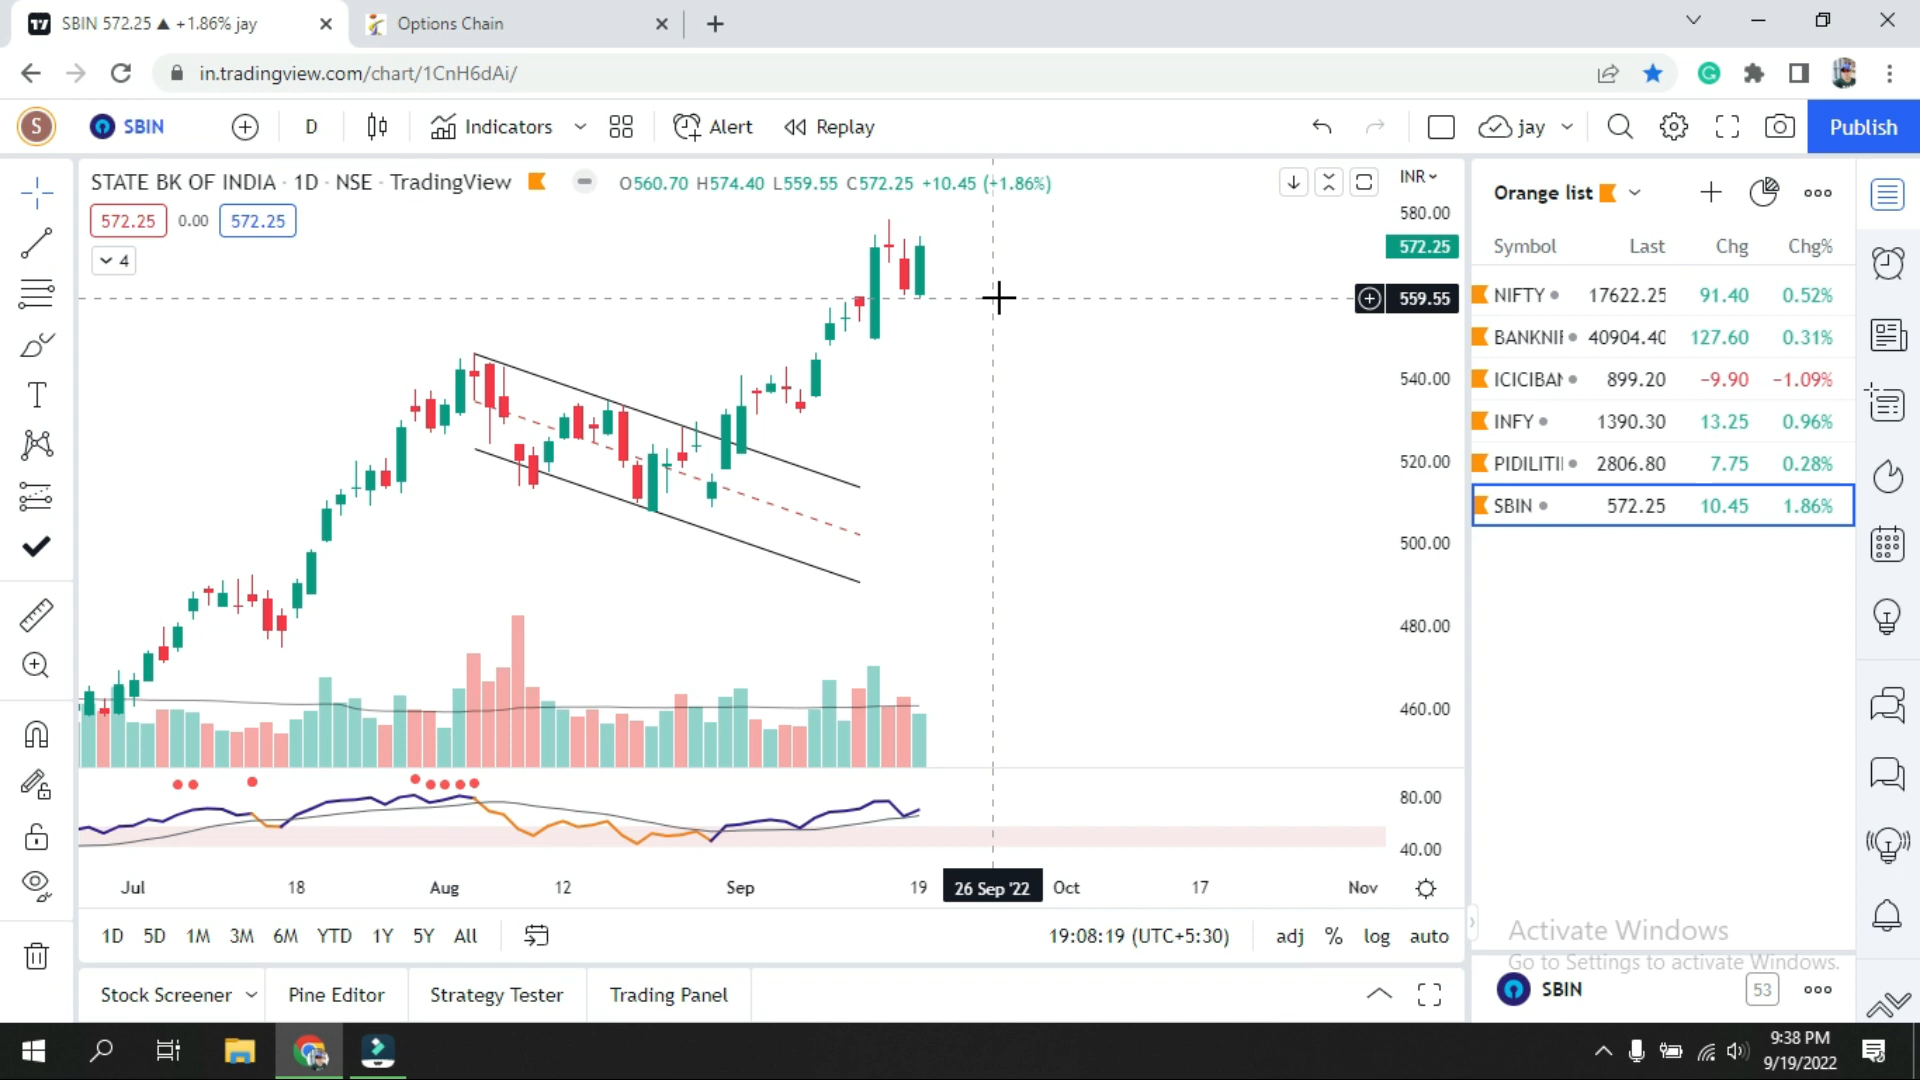 SBIN 572.25 ▲ +1.86% jay
Options Chain
in.tradingview.com/chart/1CnH6dAi/
S
SBIN
D
Indicators
Alert
Replay
jay
Publish
STATE BK OF INDIA · 1D · NSE · TradingView
O560.70 H574.40 L559.55 C572.25 +10.45 (+1.86%)
INR
572.25
0.00
572.25
4
580.00
572.25
559.55
540.00
520.00
500.00
480.00
460.00
80.00
40.00
Jul
18
Aug
12
Sep
19
26 Sep '22
Oct
17
Nov
1D
5D
1M
3M
6M
YTD
1Y
5Y
All
19:08:19 (UTC+5:30)
adj
%
log
auto
Stock Screener
Pine Editor
Strategy Tester
Trading Panel
Orange list
Symbol Last Chg Chg%
NIFTY 17622.25 91.40 0.52%
BANKNIF 40904.40 127.60 0.31%
ICICIBAN 899.20 −9.90 −1.09%
INFY 1390.30 13.25 0.96%
PIDILITI 2806.80 7.75 0.28%
SBIN 572.25 10.45 1.86%
Activate Windows
Go to Settings to activate Windows.
SBIN
53
9:38 PM
9/19/2022